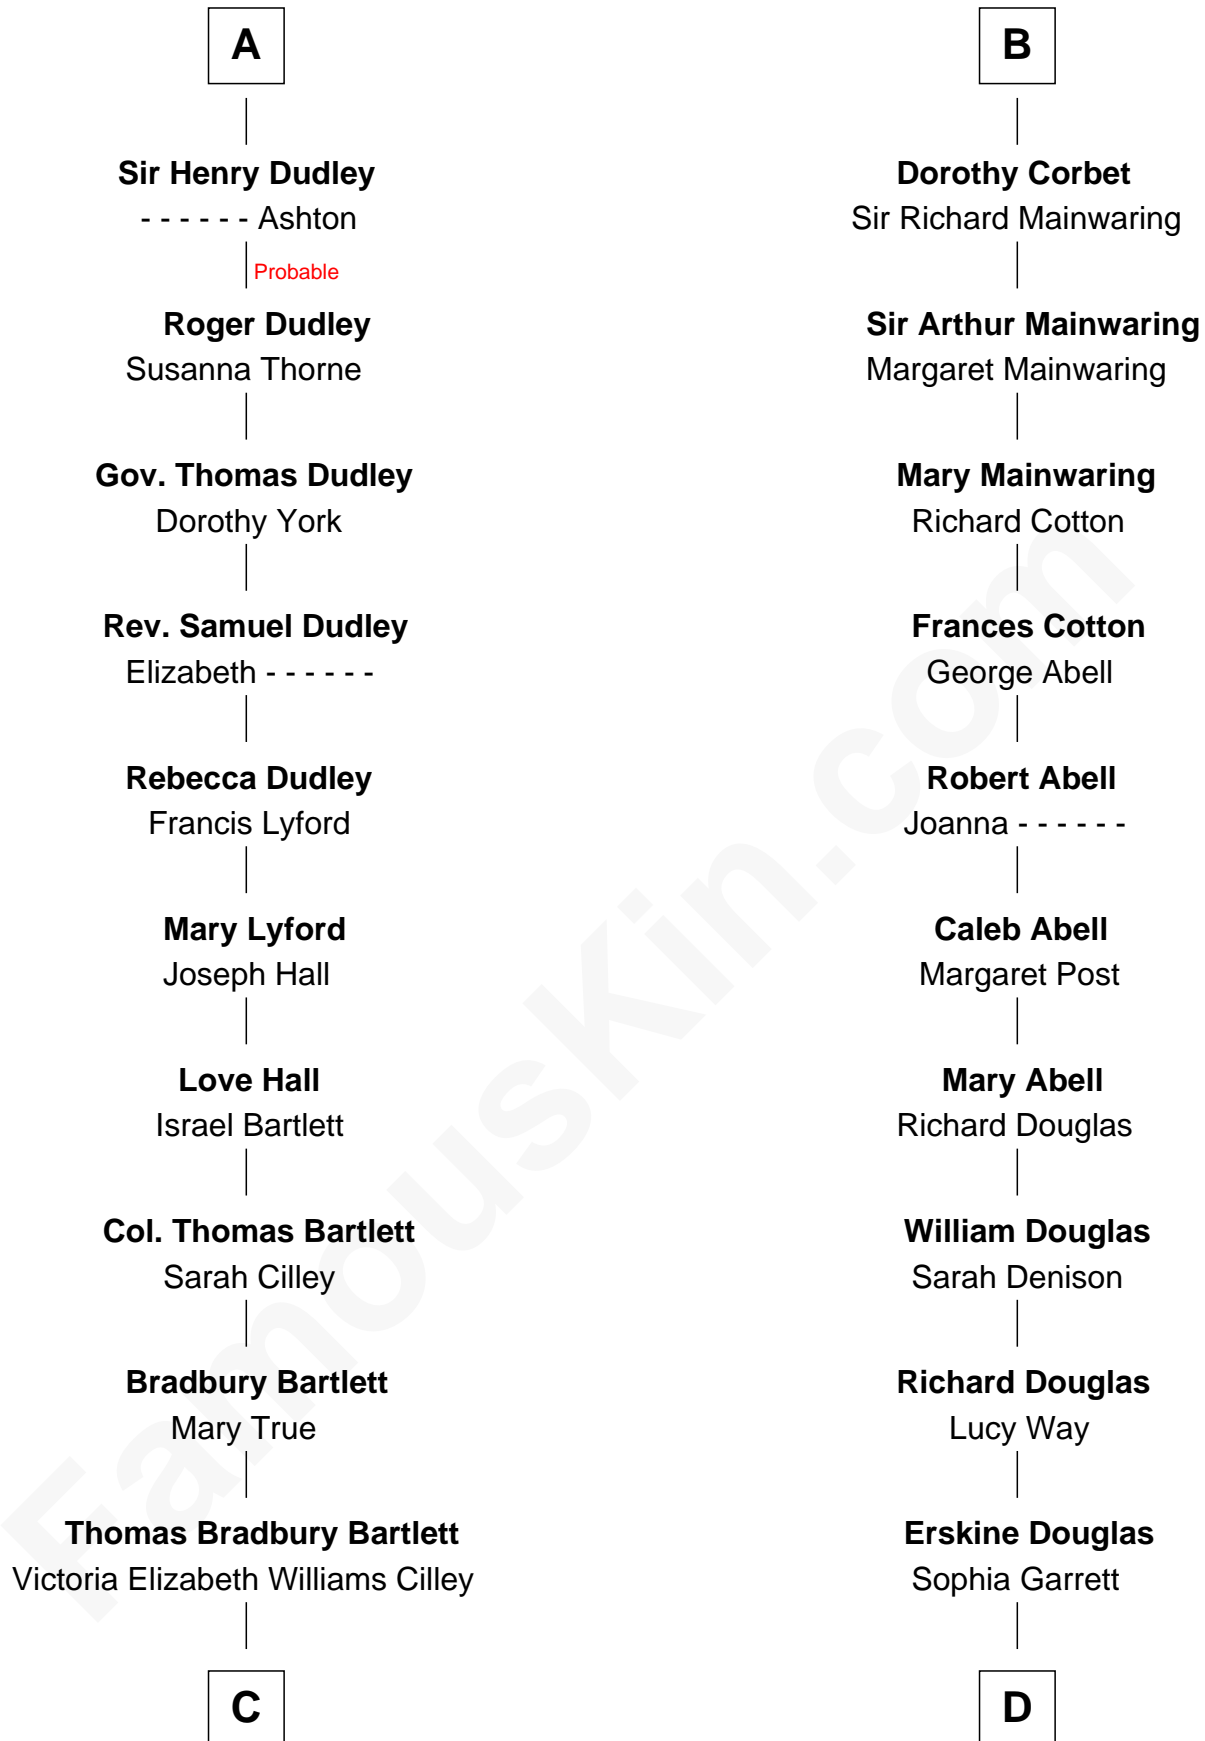 A
Sir Henry Dudley
- - - - - - Ashton
Probable
Roger Dudley
Susanna Thorne
Gov. Thomas Dudley
Dorothy York
Rev. Samuel Dudley
Elizabeth - - - - - -
Rebecca Dudley
Francis Lyford
Mary Lyford
Joseph Hall
Love Hall
Israel Bartlett
Col. Thomas Bartlett
Sarah Cilley
Bradbury Bartlett
Mary True
Thomas Bradbury Bartlett
Victoria Elizabeth Williams Cilley
C
B
Dorothy Corbet
Sir Richard Mainwaring
Sir Arthur Mainwaring
Margaret Mainwaring
Mary Mainwaring
Richard Cotton
Frances Cotton
George Abell
Robert Abell
Joanna - - - - - -
Caleb Abell
Margaret Post
Mary Abell
Richard Douglas
William Douglas
Sarah Denison
Richard Douglas
Lucy Way
Erskine Douglas
Sophia Garrett
D
FamousKin.com